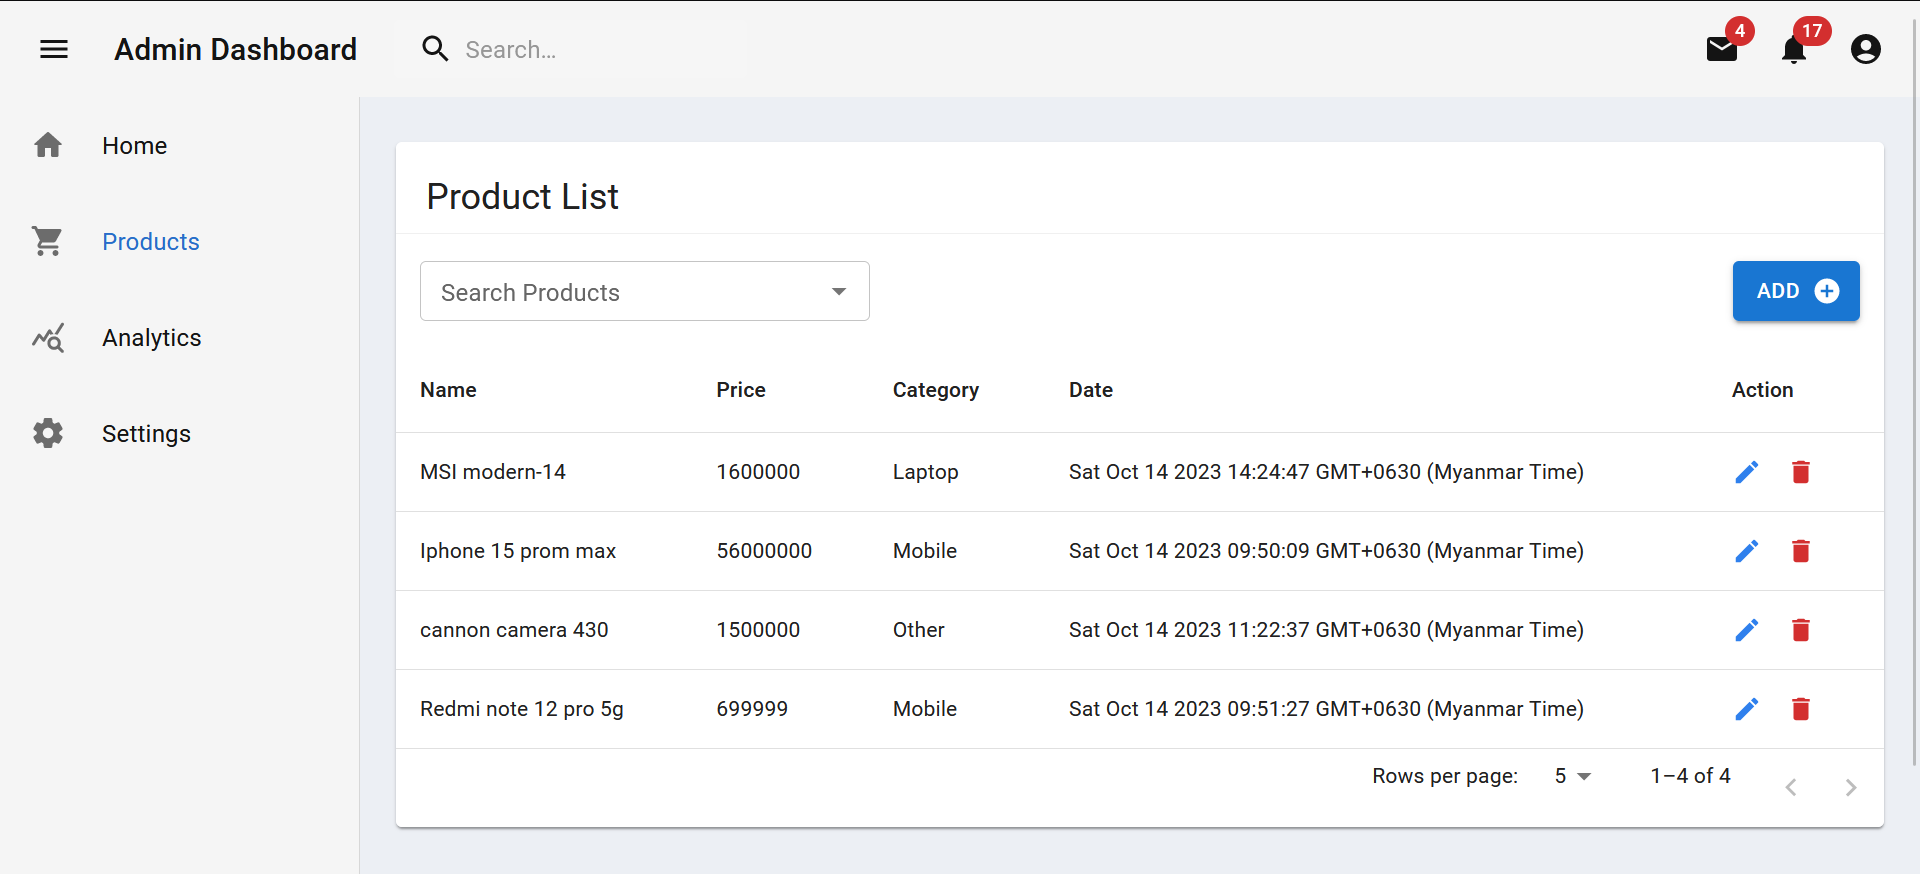 Admin Dashboard
Search...
4
17
Home
Products
Analytics
Settings
Product List
Search Products
ADD
Name Price Category Date Action
MSI modern-14 1600000 Laptop Sat Oct 14 2023 14:24:47 GMT+0630 (Myanmar Time)
Iphone 15 prom max 56000000 Mobile Sat Oct 14 2023 09:50:09 GMT+0630 (Myanmar Time)
cannon camera 430 1500000 Other Sat Oct 14 2023 11:22:37 GMT+0630 (Myanmar Time)
Redmi note 12 pro 5g 699999 Mobile Sat Oct 14 2023 09:51:27 GMT+0630 (Myanmar Time)
Rows per page: 5 1–4 of 4